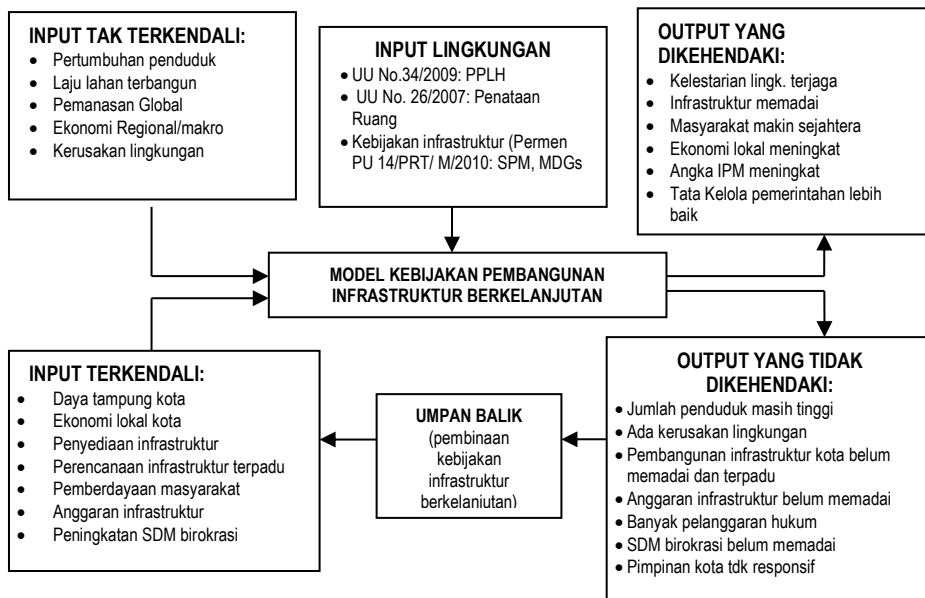 INPUT TAK TERKENDALI:
• Pertumbuhan penduduk
• Laju lahan terbangun
• Pemanasan Global
• Ekonomi Regional/makro
• Kerusakan lingkungan
INPUT LINGKUNGAN
• UU No.34/2009: PPLH
• UU No. 26/2007: Penataan
Ruang
• Kebijakan infrastruktur (Permen
PU 14/PRT/ M/2010: SPM, MDGs
OUTPUT YANG
DIKEHENDAKI:
• Kelestarian lingk. terjaga
• Infrastruktur memadai
• Masyarakat makin sejahtera
• Ekonomi lokal meningkat
• Angka IPM meningkat
• Tata Kelola pemerintahan lebih
baik
MODEL KEBIJAKAN PEMBANGUNAN
INFRASTRUKTUR BERKELANJUTAN
INPUT TERKENDALI:
• Daya tampung kota
• Ekonomi lokal kota
• Penyediaan infrastruktur
• Perencanaan infrastruktur terpadu
• Pemberdayaan masyarakat
• Anggaran infrastruktur
• Peningkatan SDM birokrasi
UMPAN BALIK
(pembinaan
kebijakan
infrastruktur
berkelanjutan)
OUTPUT YANG TIDAK
DIKEHENDAKI:
• Jumlah penduduk masih tinggi
• Ada kerusakan lingkungan
• Pembangunan infrastruktur kota belum
memadai dan terpadu
• Anggaran infrastruktur belum memadai
• Banyak pelanggaran hukum
• SDM birokrasi belum memadai
• Pimpinan kota tdk responsif